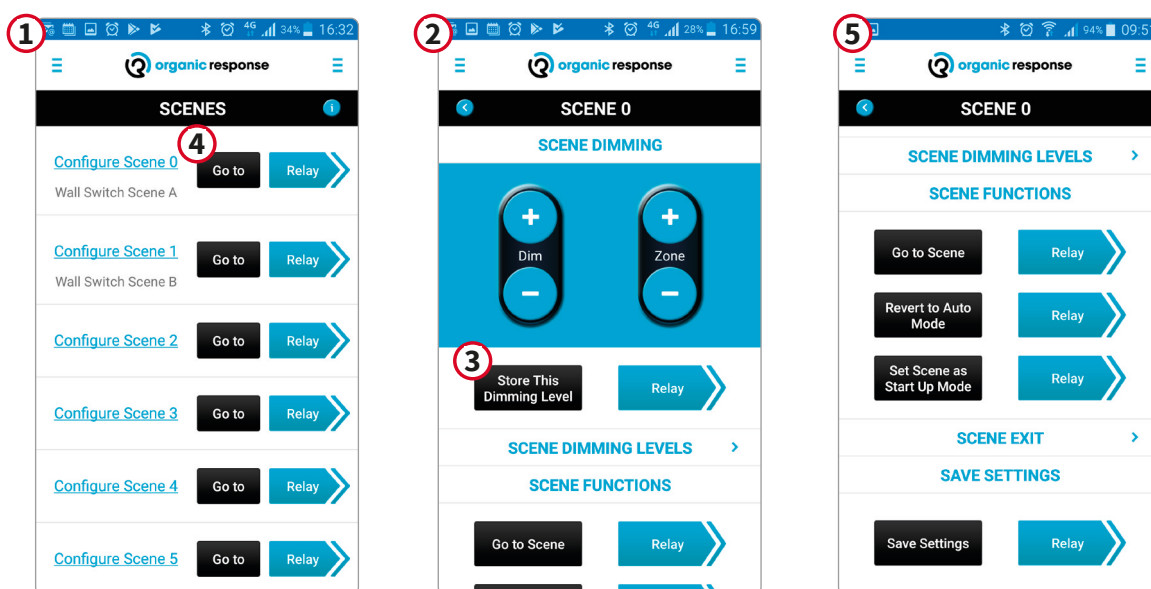 1
4G 34% 16:32
organic response
SCENES
4
Configure Scene 0
Wall Switch Scene A
Go to
Relay
Configure Scene 1
Wall Switch Scene B
Go to
Relay
Configure Scene 2
Go to
Relay
Configure Scene 3
Go to
Relay
Configure Scene 4
Go to
Relay
Configure Scene 5
Go to
Relay
2
4G 28% 16:59
organic response
SCENE 0
SCENE DIMMING
+
+
Dim
Zone
−
−
3
Store This
Dimming Level
Relay
SCENE DIMMING LEVELS >
SCENE FUNCTIONS
Go to Scene
Relay
5
94%
organic response
SCENE 0
SCENE DIMMING LEVELS >
SCENE FUNCTIONS
Go to Scene
Relay
Revert to Auto
Mode
Relay
Set Scene as
Start Up Mode
Relay
SCENE EXIT >
SAVE SETTINGS
Save Settings
Relay